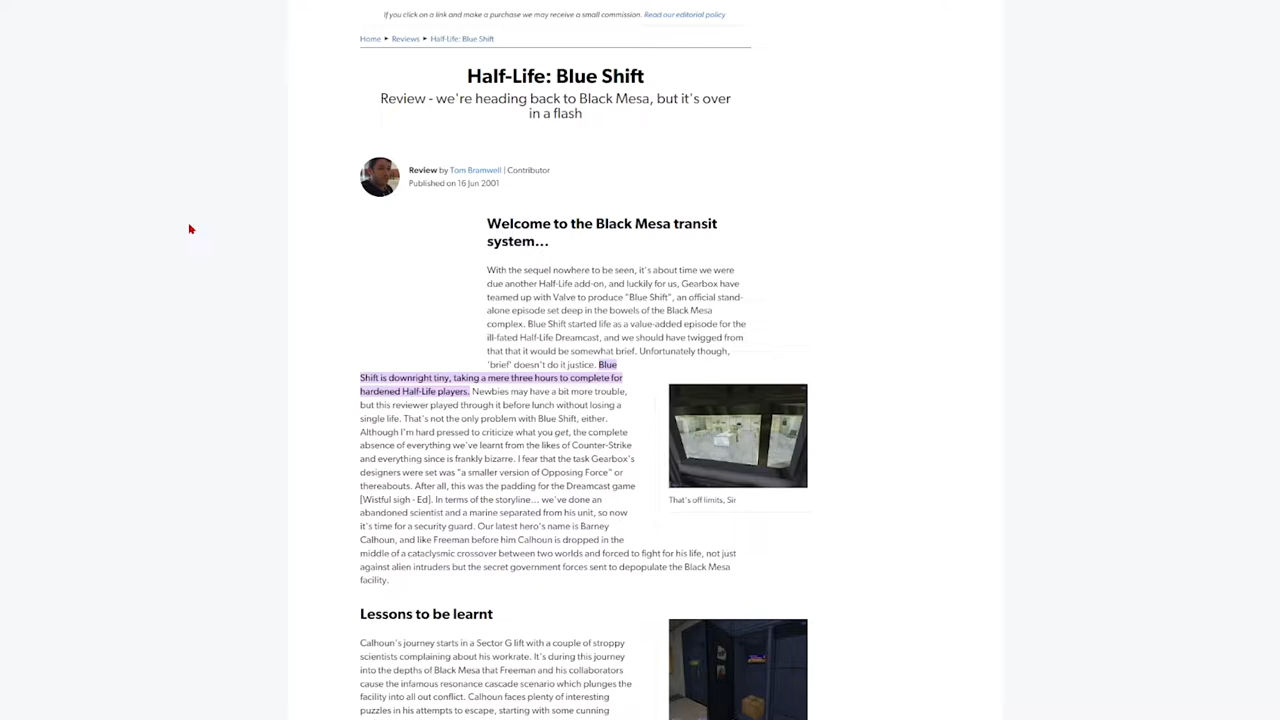 If you click on a link and make a purchase we may receive a small commission. Read our editorial policy
Home ▸ Reviews ▸ Half-Life: Blue Shift
Half-Life: Blue Shift
Review - we're heading back to Black Mesa, but it's over
in a flash
Review by Tom Bramwell | Contributor
Published on 16 Jun 2001
Welcome to the Black Mesa transit
system...
With the sequel nowhere to be seen, it's about time we were
due another Half-Life add-on, and luckily for us, Gearbox have
teamed up with Valve to produce "Blue Shift", an official stand-
alone episode set deep in the bowels of the Black Mesa
complex. Blue Shift started life as a value-added episode for the
ill-fated Half-Life Dreamcast, and we should have twigged from
that that it would be somewhat brief. Unfortunately though,
'brief' doesn't do it justice. Blue
Shift is downright tiny, taking a mere three hours to complete for
hardened Half-Life players. Newbies may have a bit more trouble,
but this reviewer played through it before lunch without losing a
single life. That's not the only problem with Blue Shift, either.
Although I'm hard pressed to criticize what you get, the complete
absence of everything we've learnt from the likes of Counter-Strike
and everything since is frankly bizarre. I fear that the task Gearbox's
designers were set was "a smaller version of Opposing Force" or
thereabouts. After all, this was the padding for the Dreamcast game
[Wistful sigh - Ed]. In terms of the storyline... we've done an
abandoned scientist and a marine separated from his unit, so now
it's time for a security guard. Our latest hero's name is Barney
Calhoun, and like Freeman before him Calhoun is dropped in the
middle of a cataclysmic crossover between two worlds and forced to fight for his life, not just
against alien intruders but the secret government forces sent to depopulate the Black Mesa
facility.
That's off limits, Sir
Lessons to be learnt
Calhoun's journey starts in a Sector G lift with a couple of stroppy
scientists complaining about his workrate. It's during this journey
into the depths of Black Mesa that Freeman and his collaborators
cause the infamous resonance cascade scenario which plunges the
facility into all out conflict. Calhoun faces plenty of interesting
puzzles in his attempts to escape, starting with some cunning